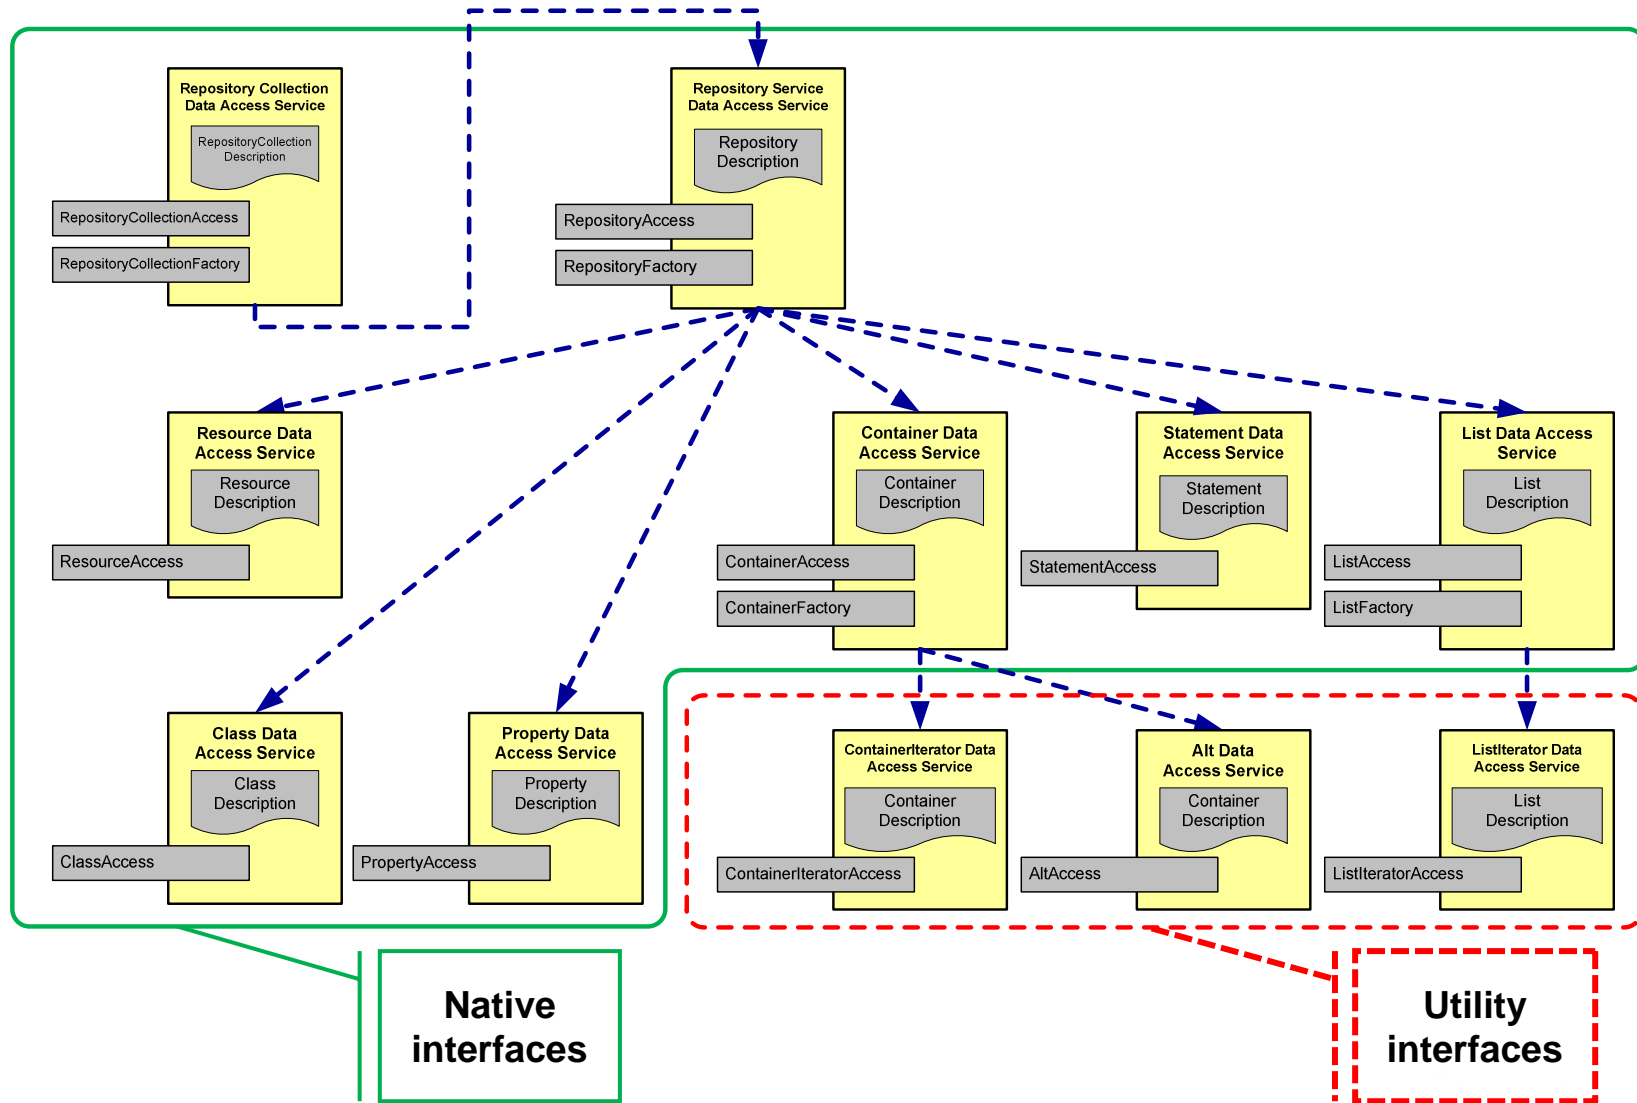 Repository Collection
Data Access Service
RepositoryCollection
Description
RepositoryCollectionAccess
RepositoryCollectionFactory
Repository Service
Data Access Service
Repository
Description
RepositoryAccess
RepositoryFactory
Resource Data
Access Service
Resource
Description
ResourceAccess
Container Data
Access Service
Container
Description
ContainerAccess
ContainerFactory
Statement Data
Access Service
Statement
Description
StatementAccess
List Data Access
Service
List
Description
ListAccess
ListFactory
Class Data
Access Service
Class
Description
ClassAccess
Property Data
Access Service
Property
Description
PropertyAccess
ContainerIterator Data
Access Service
Container
Description
ContainerIteratorAccess
Alt Data
Access Service
Container
Description
AltAccess
ListIterator Data
Access Service
List
Description
ListIteratorAccess
Native
interfaces
Utility
interfaces